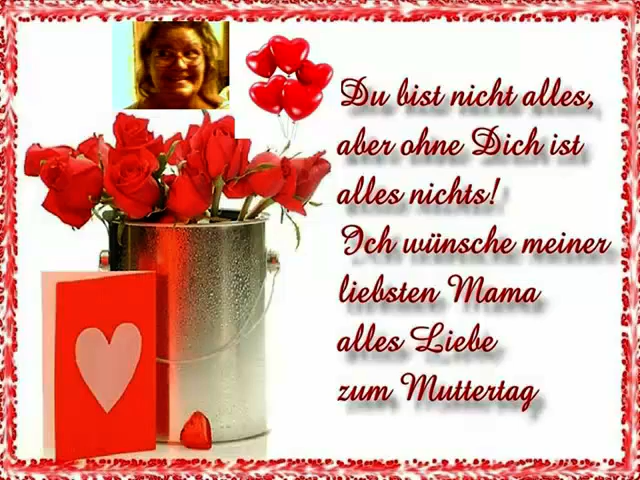 Du bist nicht alles,
aber ohne Dich ist
alles nichts!
Ich wünsche meiner
liebsten Mama
alles Liebe
zum Muttertag